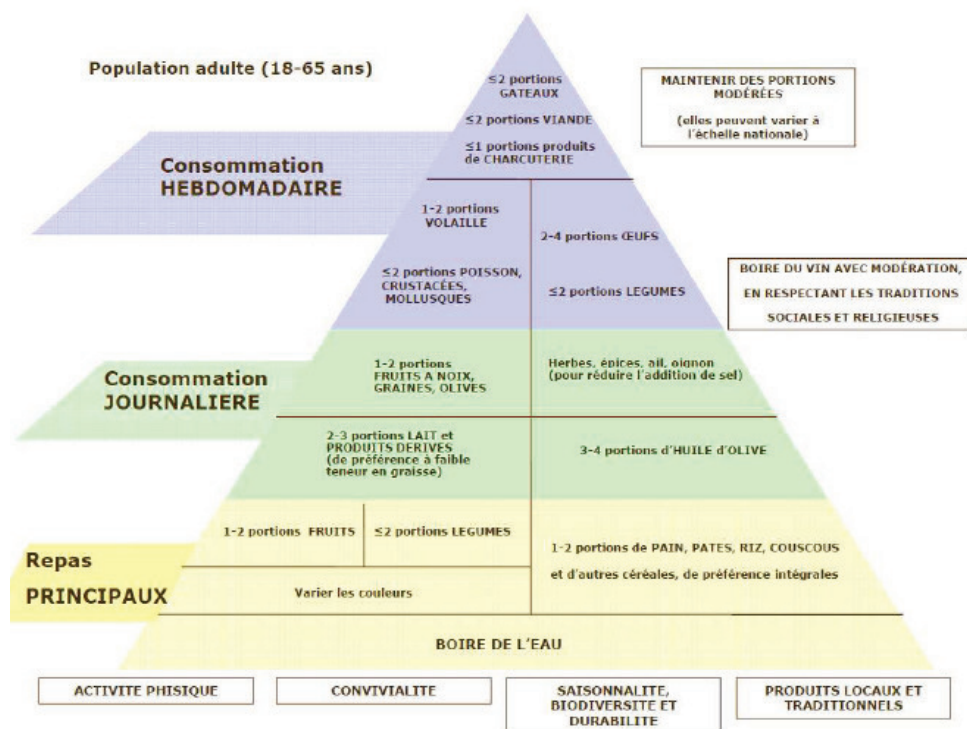 Population adulte (18-65 ans)
≤2 portions
GATEAUX
≤2 portions VIANDE
≤1 portions produits
de CHARCUTERIE
MAINTENIR DES PORTIONS
MODÉRÉES
(elles peuvent varier à
l'échelle nationale)
Consommation
HEBDOMADAIRE
1-2 portions
VOLAILLE
2-4 portions ŒUFS
≤2 portions POISSON,
CRUSTACÉES,
MOLLUSQUES
≤2 portions LEGUMES
BOIRE DU VIN AVEC MODÉRATION,
EN RESPECTANT LES TRADITIONS
SOCIALES ET RELIGIEUSES
Consommation
JOURNALIERE
1-2 portions
FRUITS A NOIX,
GRAINES, OLIVES
Herbes, épices, ail, oignon
(pour réduire l'addition de sel)
2-3 portions LAIT et
PRODUITS DERIVES
(de préférence à faible
teneur en graisse)
3-4 portions d'HUILE d'OLIVE
Repas
PRINCIPAUX
1-2 portions FRUITS
≤2 portions LEGUMES
1-2 portions de PAIN, PATES, RIZ, COUSCOUS
et d'autres céréales, de préférence intégrales
Varier les couleurs
BOIRE DE L'EAU
ACTIVITE PHISIQUE
CONVIVIALITE
SAISONNALITE,
BIODIVERSITE ET
DURABILITE
PRODUITS LOCAUX ET
TRADITIONNELS